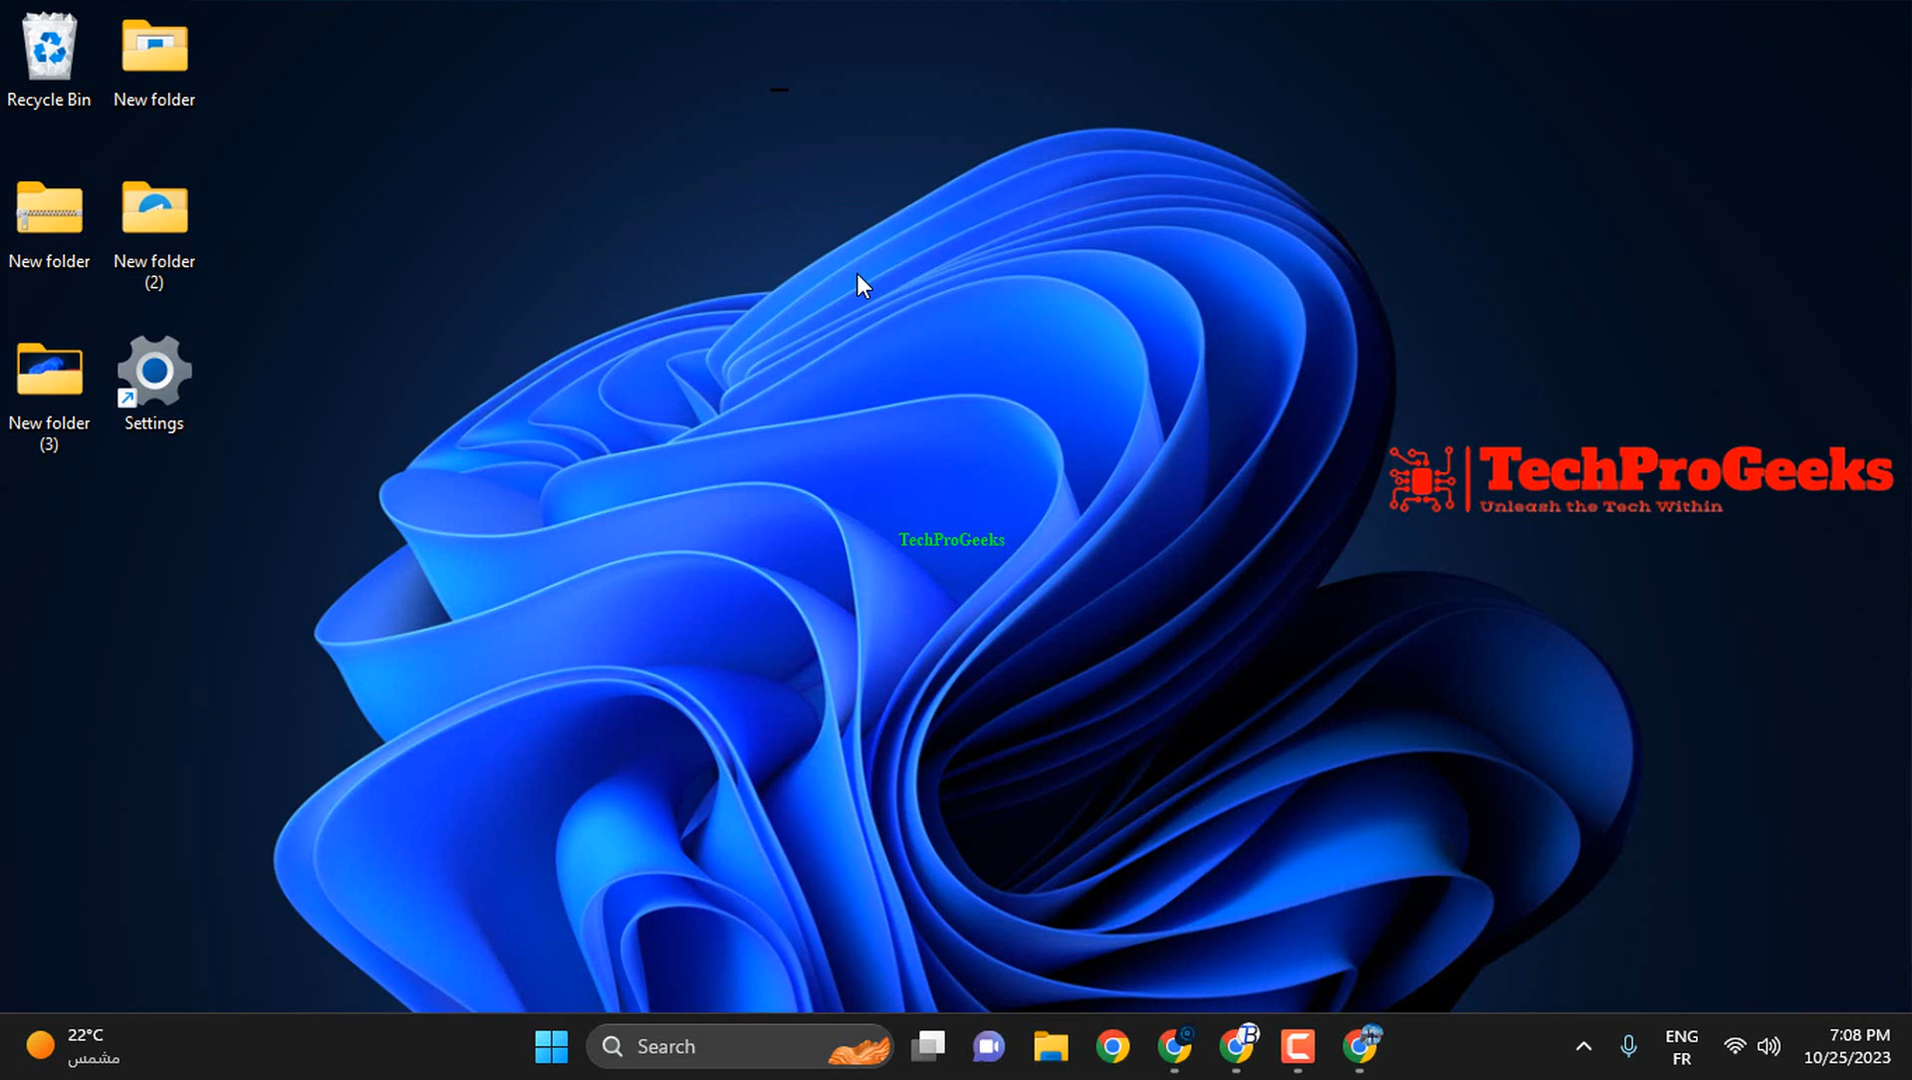 Recycle Bin
New folder
New folder
New folder
(2)
New folder
(3)
Settings
TechProGeeks
Unleash the Tech Within
TechProGeeks
22°C
مشمس
Search
ENG
FR
7:08 PM
10/25/2023